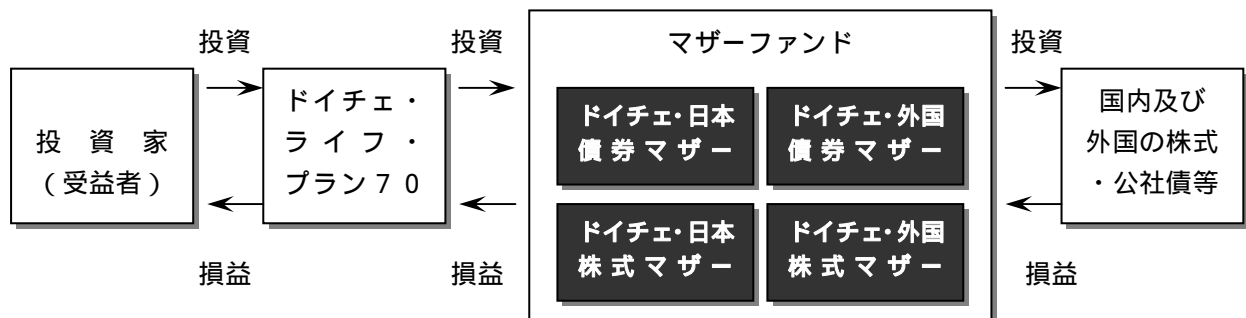 投資
投資
マザーファンド
投資
投 資 家
（受益者）
ドイチェ・
ライフ・
プラン７０
ドイチェ・日本
債券マザー
ドイチェ・外国
債券マザー
ドイチェ・日本
株式マザー
ドイチェ・外国
株式マザー
国内及び
外国の株式
・公社債等
損益
損益
損益